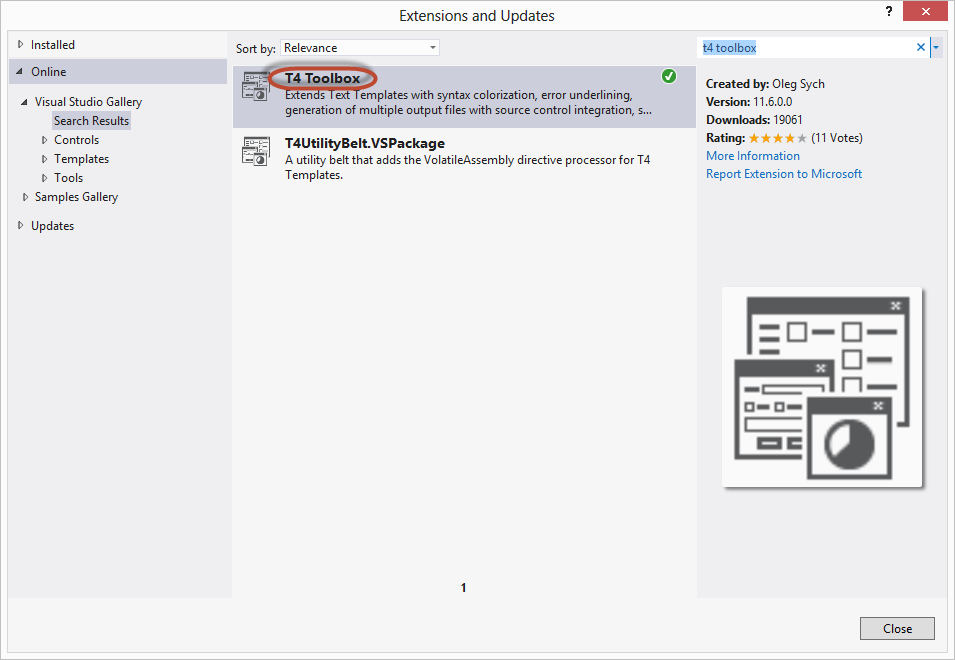 Extensions and Updates
?
Installed
Online
Visual Studio Gallery
Search Results
Controls
Templates
Tools
Samples Gallery
Updates
Sort by: Relevance
T4 Toolbox
Extends Text Templates with syntax colorization, error underlining,
generation of multiple output files with source control integration, s...
T4UtilityBelt.VSPackage
A utility belt that adds the VolatileAssembly directive processor for T4
Templates.
1
t4 toolbox
Created by: Oleg Sych
Version: 11.6.0.0
Downloads: 19061
Rating: (11 Votes)
More Information
Report Extension to Microsoft
Close